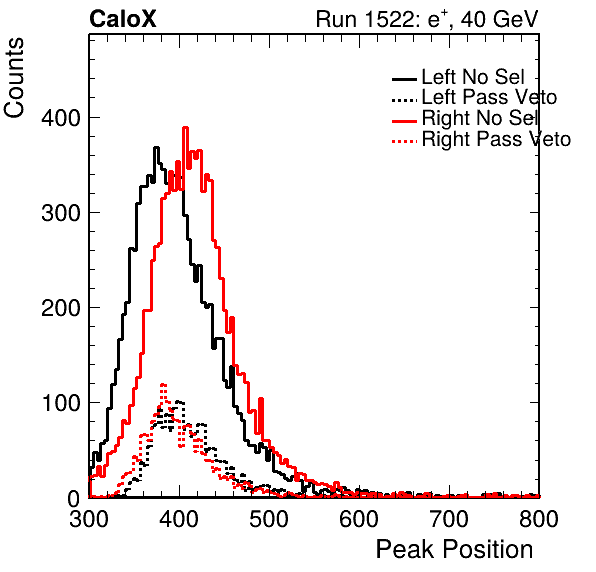 CaloX
Run 1522: e+, 40 GeV
Counts
Left No Sel
Left Pass Veto
Right No Sel
Right Pass Veto
400
300
200
100
0
300 400 500 600 700 800
Peak Position